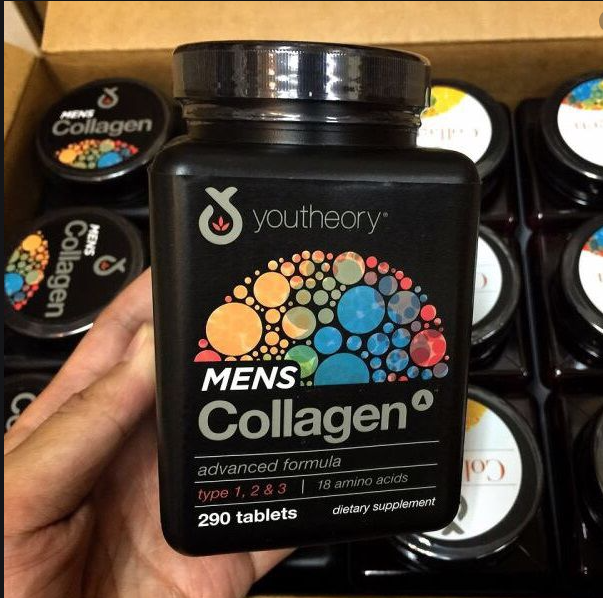 MENS
Collagen
MENS
Collagen
youtheory®
MENS
Collagen
advanced formula
type 1, 2 & 3 | 18 amino acids
290 tablets
dietary supplement